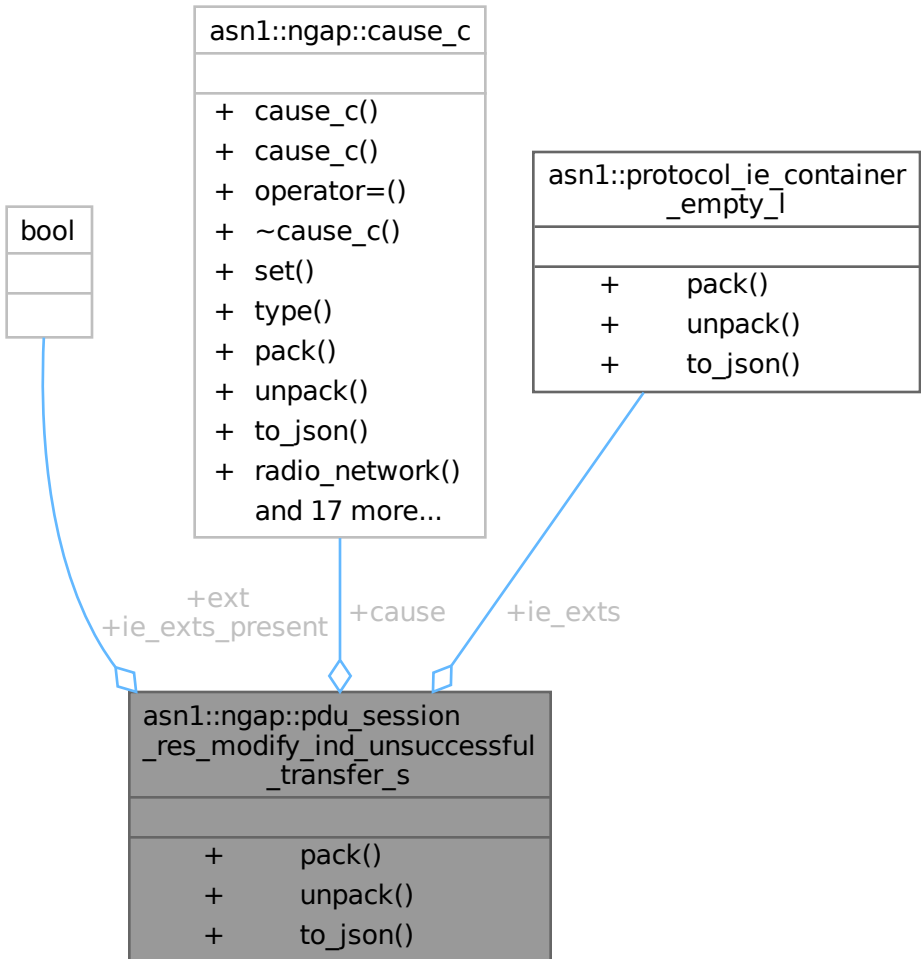 asn1::ngap::cause_c
+ cause_c()
+ cause_c()
+ operator=()
+ ~cause_c()
+ set()
+ type()
+ pack()
+ unpack()
+ to_json()
+ radio_network()
and 17 more...
asn1::protocol_ie_container
_empty_l
+ pack()
+ unpack()
+ to_json()
bool
+ext
+ie_exts_present
+cause
+ie_exts
asn1::ngap::pdu_session
_res_modify_ind_unsuccessful
_transfer_s
+ pack()
+ unpack()
+ to_json()